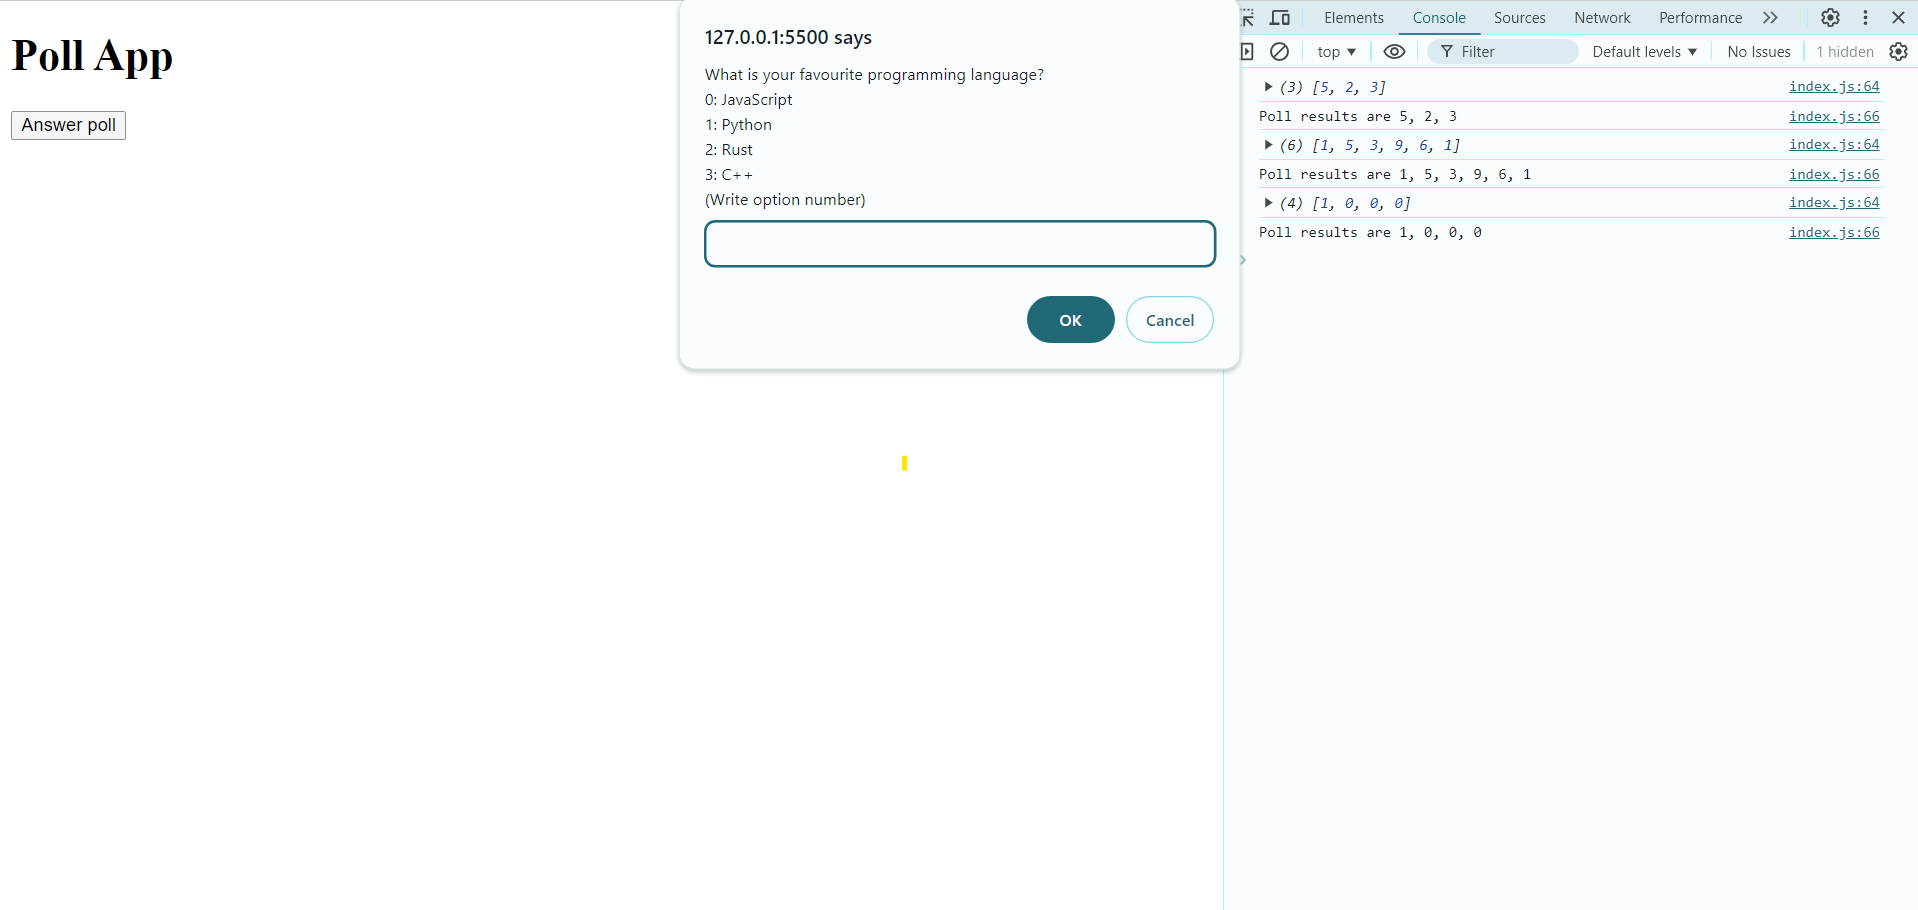 Poll App
Answer poll
127.0.0.1:5500 says
What is your favourite programming language?
0: JavaScript
1: Python
2: Rust
3: C++
(Write option number)
OK
Cancel
Elements Console Sources Network Performance
top Filter Default levels No Issues 1 hidden
(3) [5, 2, 3] index.js:64
Poll results are 5, 2, 3 index.js:66
(6) [1, 5, 3, 9, 6, 1] index.js:64
Poll results are 1, 5, 3, 9, 6, 1 index.js:66
(4) [1, 0, 0, 0] index.js:64
Poll results are 1, 0, 0, 0 index.js:66